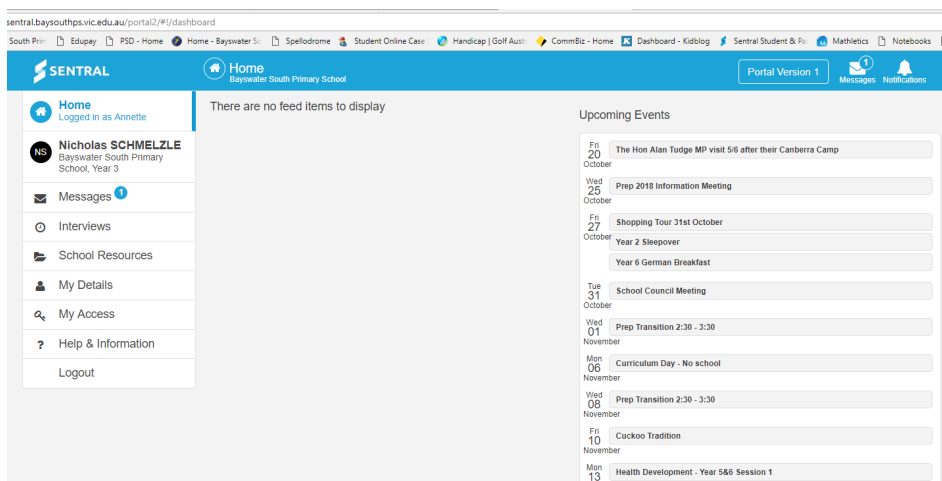 sentral.baysouthps.vic.edu.au/portal2/#!/dashboard
South Prim Edupay PSD - Home Home - Bayswater So Spellodrome Student Online Case Handicap | Golf Austr CommBiz - Home Dashboard - Kidblog Sentral Student & Pa Mathletics Notebooks
SENTRAL
Home
Bayswater South Primary School
Portal Version 1
1
Messages Notifications
Home
Logged in as Annette
NS
Nicholas SCHMELZLE
Bayswater South Primary
School, Year 3
Messages 1
Interviews
School Resources
My Details
My Access
? Help & Information
Logout
There are no feed items to display
Upcoming Events
Fri
20
October
The Hon Alan Tudge MP visit 5/6 after their Canberra Camp
Wed
25
October
Prep 2018 Information Meeting
Fri
27
October
Shopping Tour 31st October
Year 2 Sleepover
Year 6 German Breakfast
Tue
31
October
School Council Meeting
Wed
01
November
Prep Transition 2:30 - 3:30
Mon
06
November
Curriculum Day - No school
Wed
08
November
Prep Transition 2:30 - 3:30
Fri
10
November
Cuckoo Tradition
Mon
13
Health Development - Year 5&6 Session 1